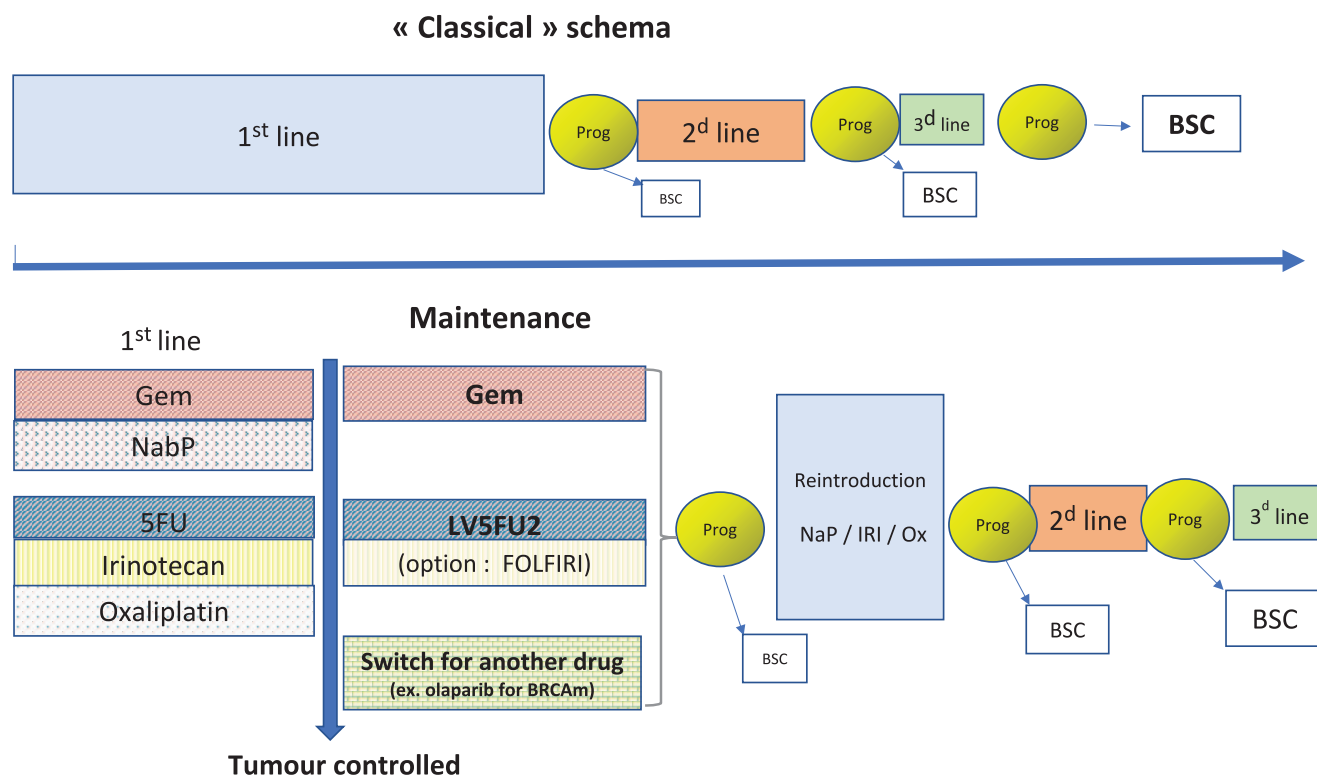 « Classical » schema
1st line
Prog
2d line
Prog
3d line
Prog
BSC
BSC
BSC
Maintenance
1st line
Gem
NabP
5FU
Irinotecan
Oxaliplatin
Gem
LV5FU2
(option : FOLFIRI)
Switch for another drug
(ex. olaparib for BRCAm)
Prog
BSC
Reintroduction
NaP / IRI / Ox
Prog
2d line
Prog
3d line
BSC
BSC
Tumour controlled